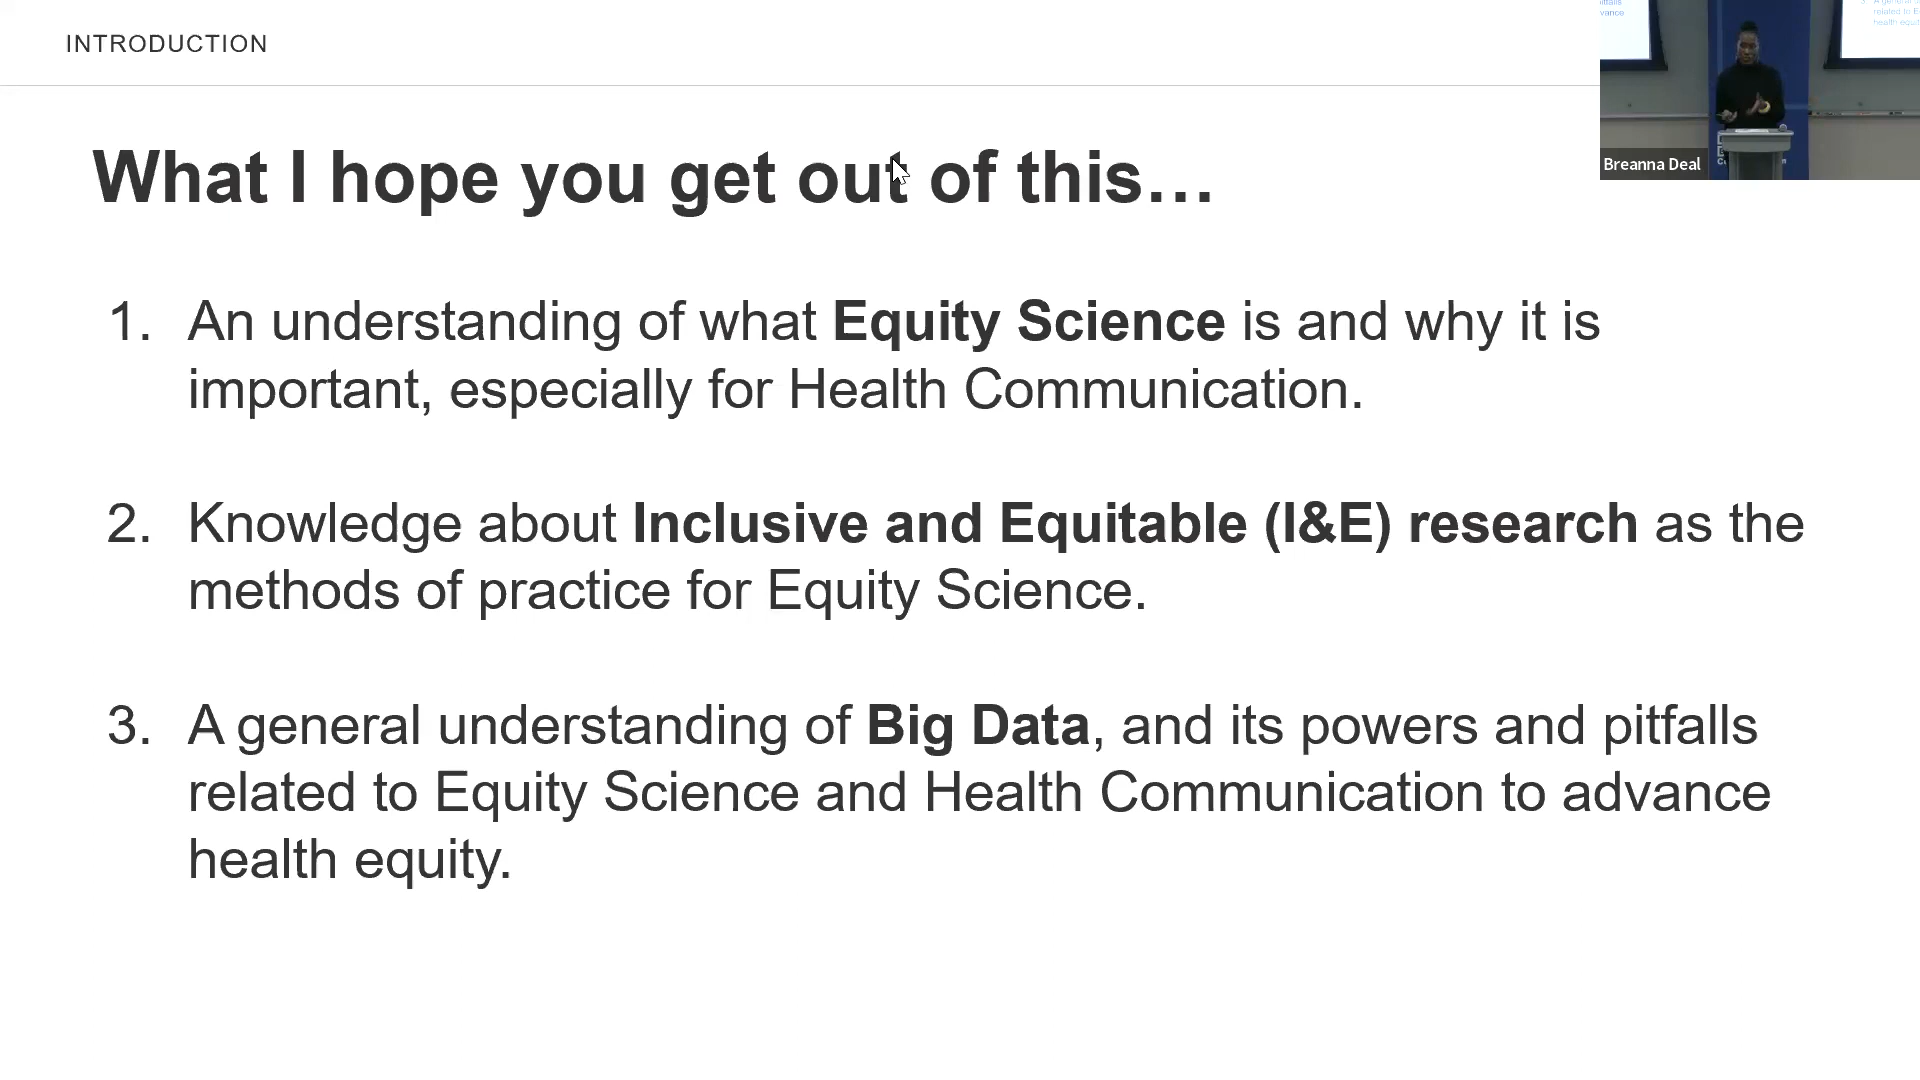 INTRODUCTION
What I hope you get out of this…
1. An understanding of what Equity Science is and why it is
important, especially for Health Communication.
2. Knowledge about Inclusive and Equitable (I&E) research as the
methods of practice for Equity Science.
3. A general understanding of Big Data, and its powers and pitfalls
related to Equity Science and Health Communication to advance
health equity.
Breanna Deal